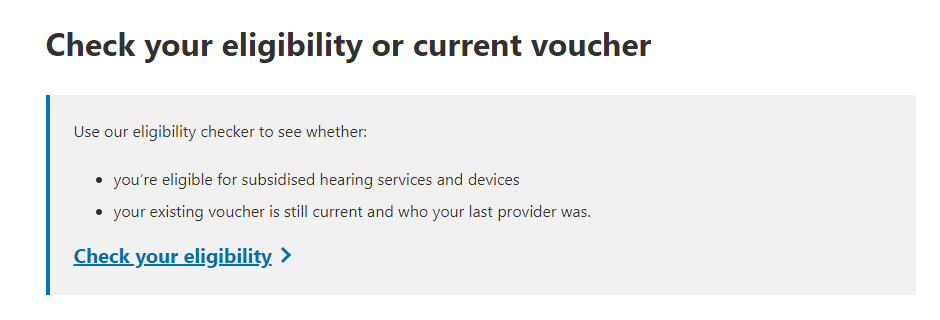 Check your eligibility or current voucher
Use our eligibility checker to see whether:
• you're eligible for subsidised hearing services and devices
• your existing voucher is still current and who your last provider was.
Check your eligibility